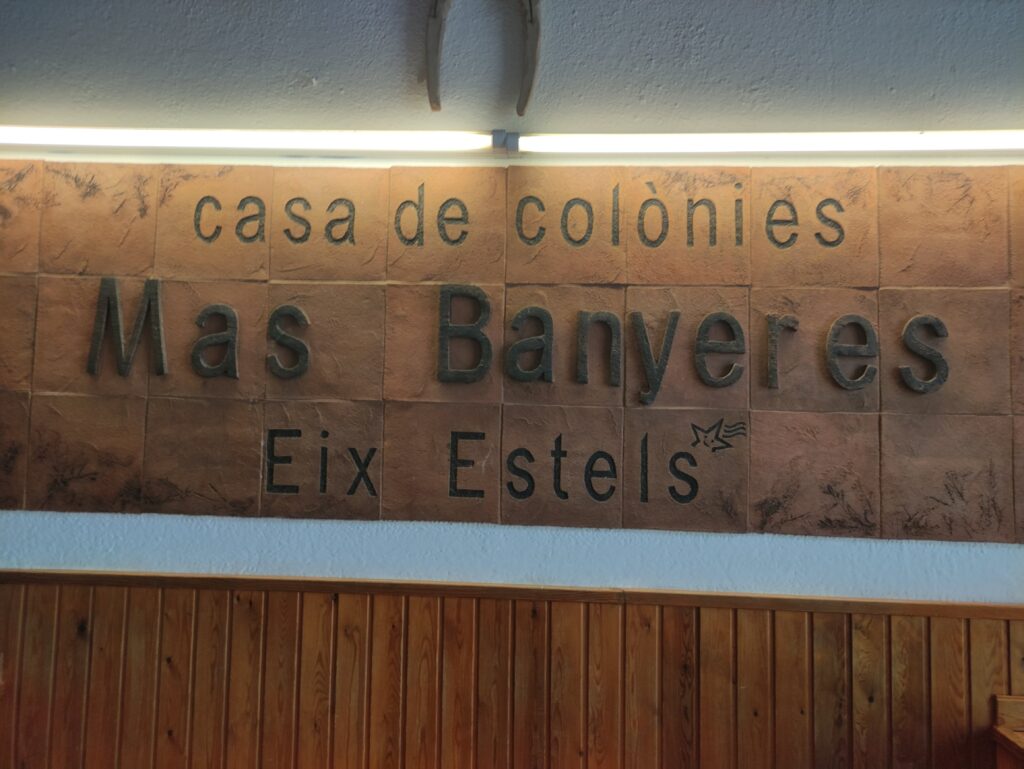 casa de colònies
Mas Banyeres
Eix Estels